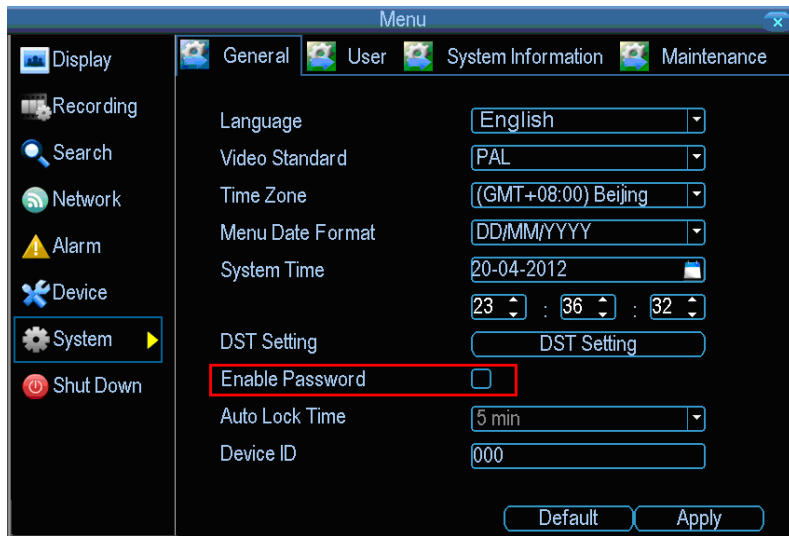 Menu
Display
Recording
Search
Network
Alarm
Device
System
Shut Down
General User System Information Maintenance
Language English
Video Standard PAL
Time Zone (GMT+08:00) Beijing
Menu Date Format DD/MM/YYYY
System Time 20-04-2012
23 : 36 : 32
DST Setting DST Setting
Enable Password
Auto Lock Time 5 min
Device ID 000
Default Apply